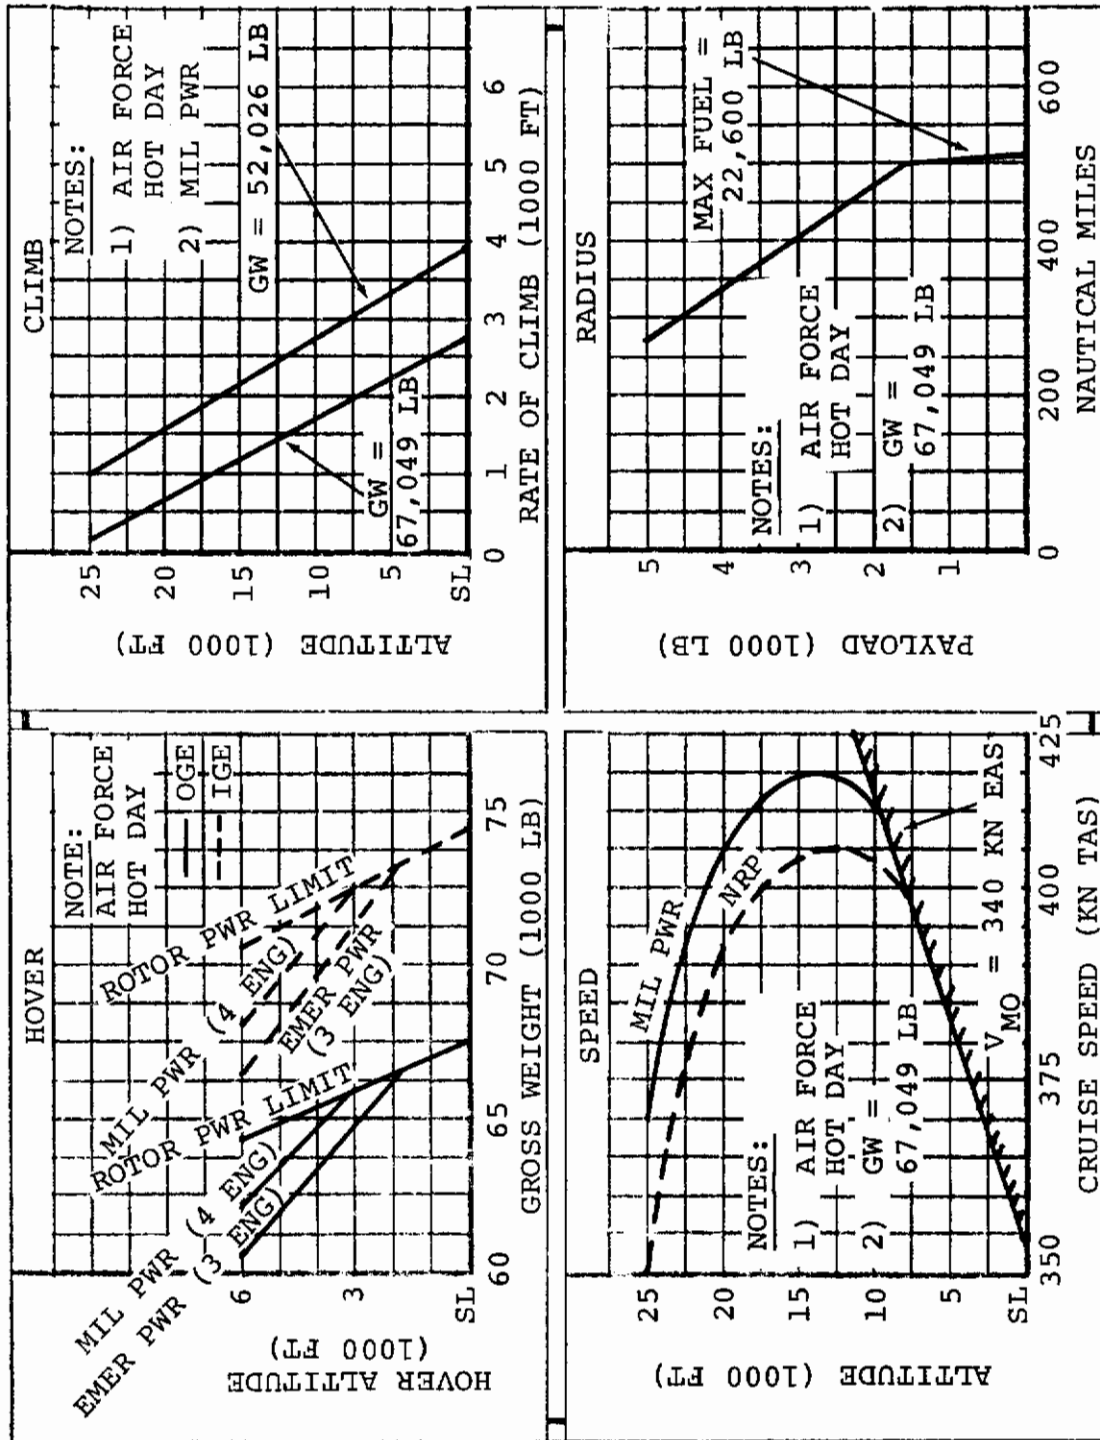 HOVER
NOTE:
AIR FORCE
HOT DAY
OGE
IGE
ROTOR PWR LIMIT
MIL PWR (4 ENG)
EMER PWR
(3 ENG)
ROTOR PWR LIMIT
MIL PWR (4 ENG)
EMER PWR (3 ENG)
6
3
SL
HOVER ALTITUDE
(1000 FT)
60
65
70
75
GROSS WEIGHT (1000 LB)
CLIMB
NOTES:
1) AIR FORCE
HOT DAY
2) MIL PWR
GW = 52,026 LB
GW =
67,049 LB
25
20
15
10
5
SL
ALTITUDE
(1000 FT)
0
1
2
3
4
5
6
RATE OF CLIMB (1000 FT)
SPEED
MIL PWR
NRP
NOTES:
1) AIR FORCE
HOT DAY
2) GW =
67,049 LB
VMO = 340 KN EAS
25
20
15
10
5
SL
ALTITUDE (1000 FT)
350
375
400
425
CRUISE SPEED (KN TAS)
RADIUS
MAX FUEL =
22,600 LB
NOTES:
1) AIR FORCE
HOT DAY
2) GW =
67,049 LB
5
4
3
2
1
PAYLOAD (1000 LB)
0
200
400
600
NAUTICAL MILES